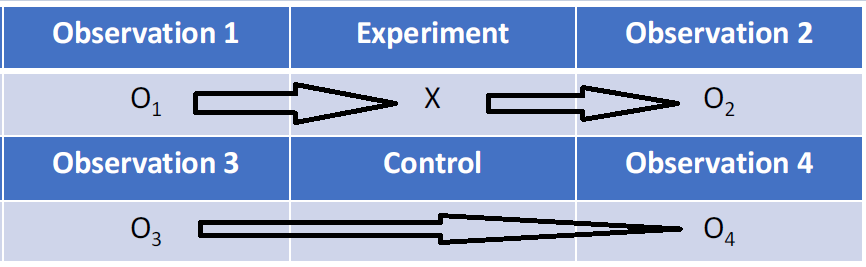 Observation 1 Experiment Observation 2
O₁ X O₂
Observation 3 Control Observation 4
O₃ O₄